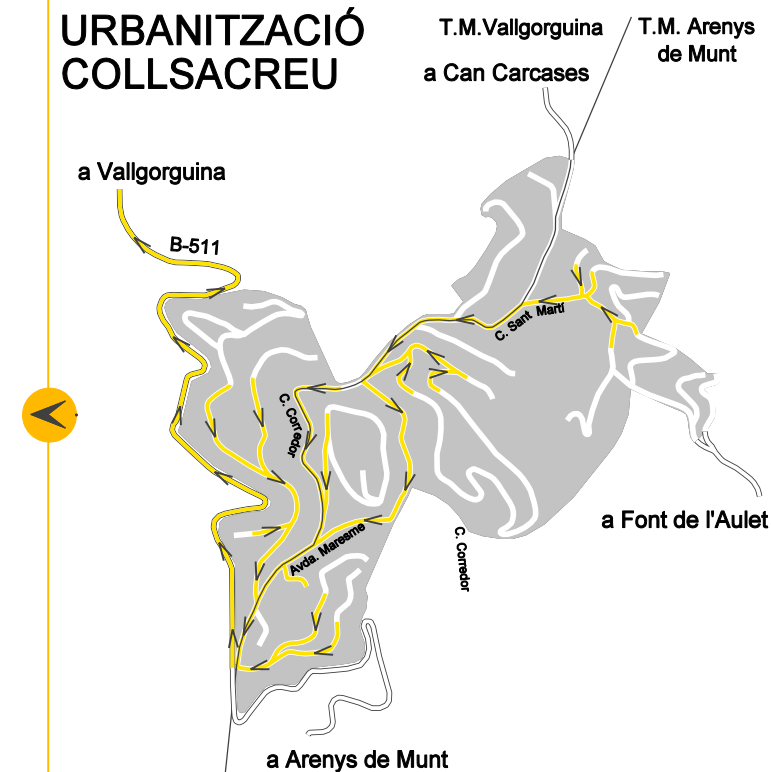 URBANITZACIÓ
COLLSACREU
T.M.Vallgorguina
T.M. Arenys
de Munt
a Can Carcases
a Vallgorguina
B-511
C. Sant Martí
C. Corredor
a Font de l'Aulet
Avda. Maresme
C. Corredor
a Arenys de Munt